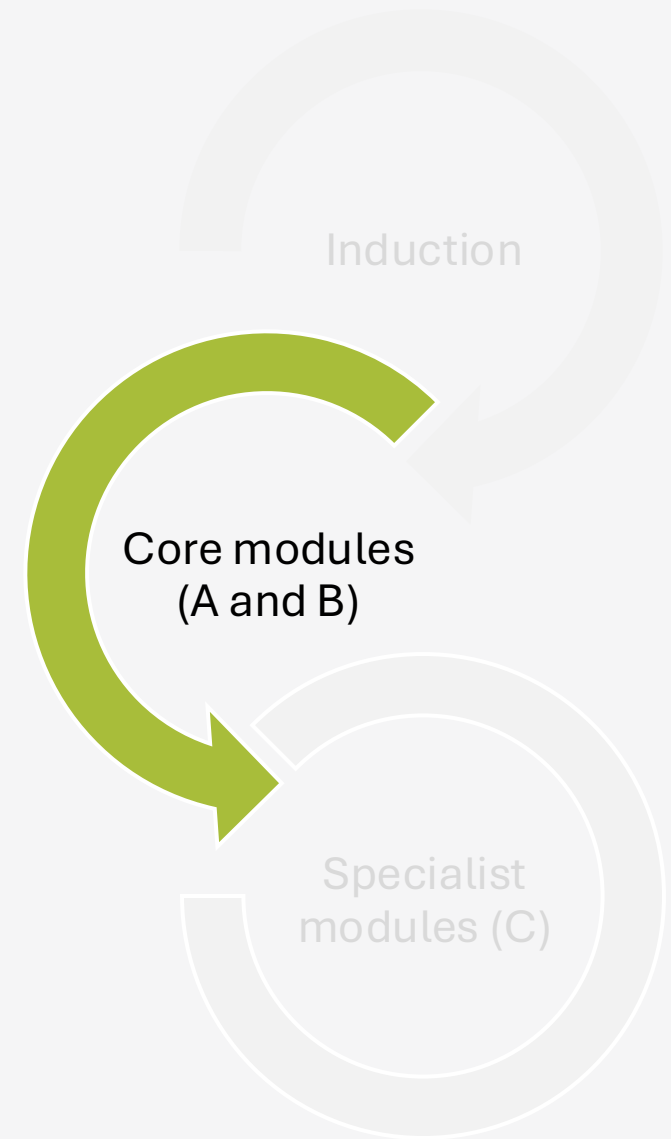 Induction
Core modules
(A and B)
Specialist
modules (C)